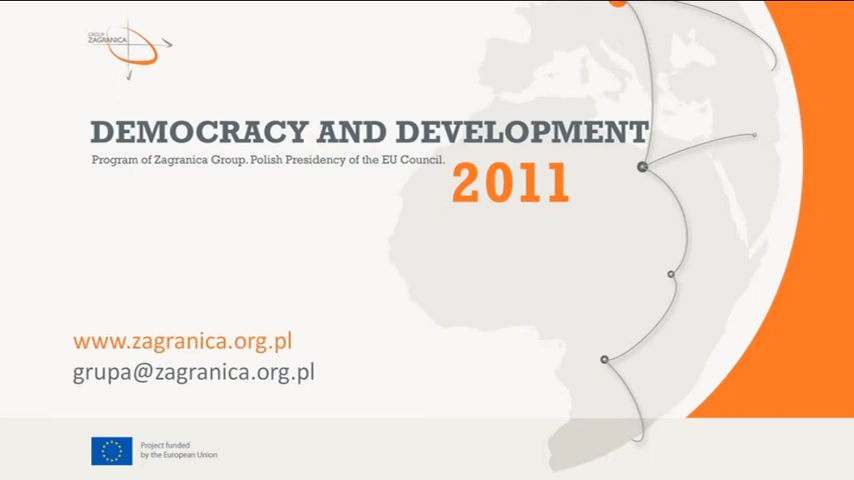 GROUP
ZAGRANICA
DEMOCRACY AND DEVELOPMENT
Program of Zagranica Group. Polish Presidency of the EU Council.
2011
www.zagranica.org.pl
grupa@zagranica.org.pl
Project funded
by the European Union